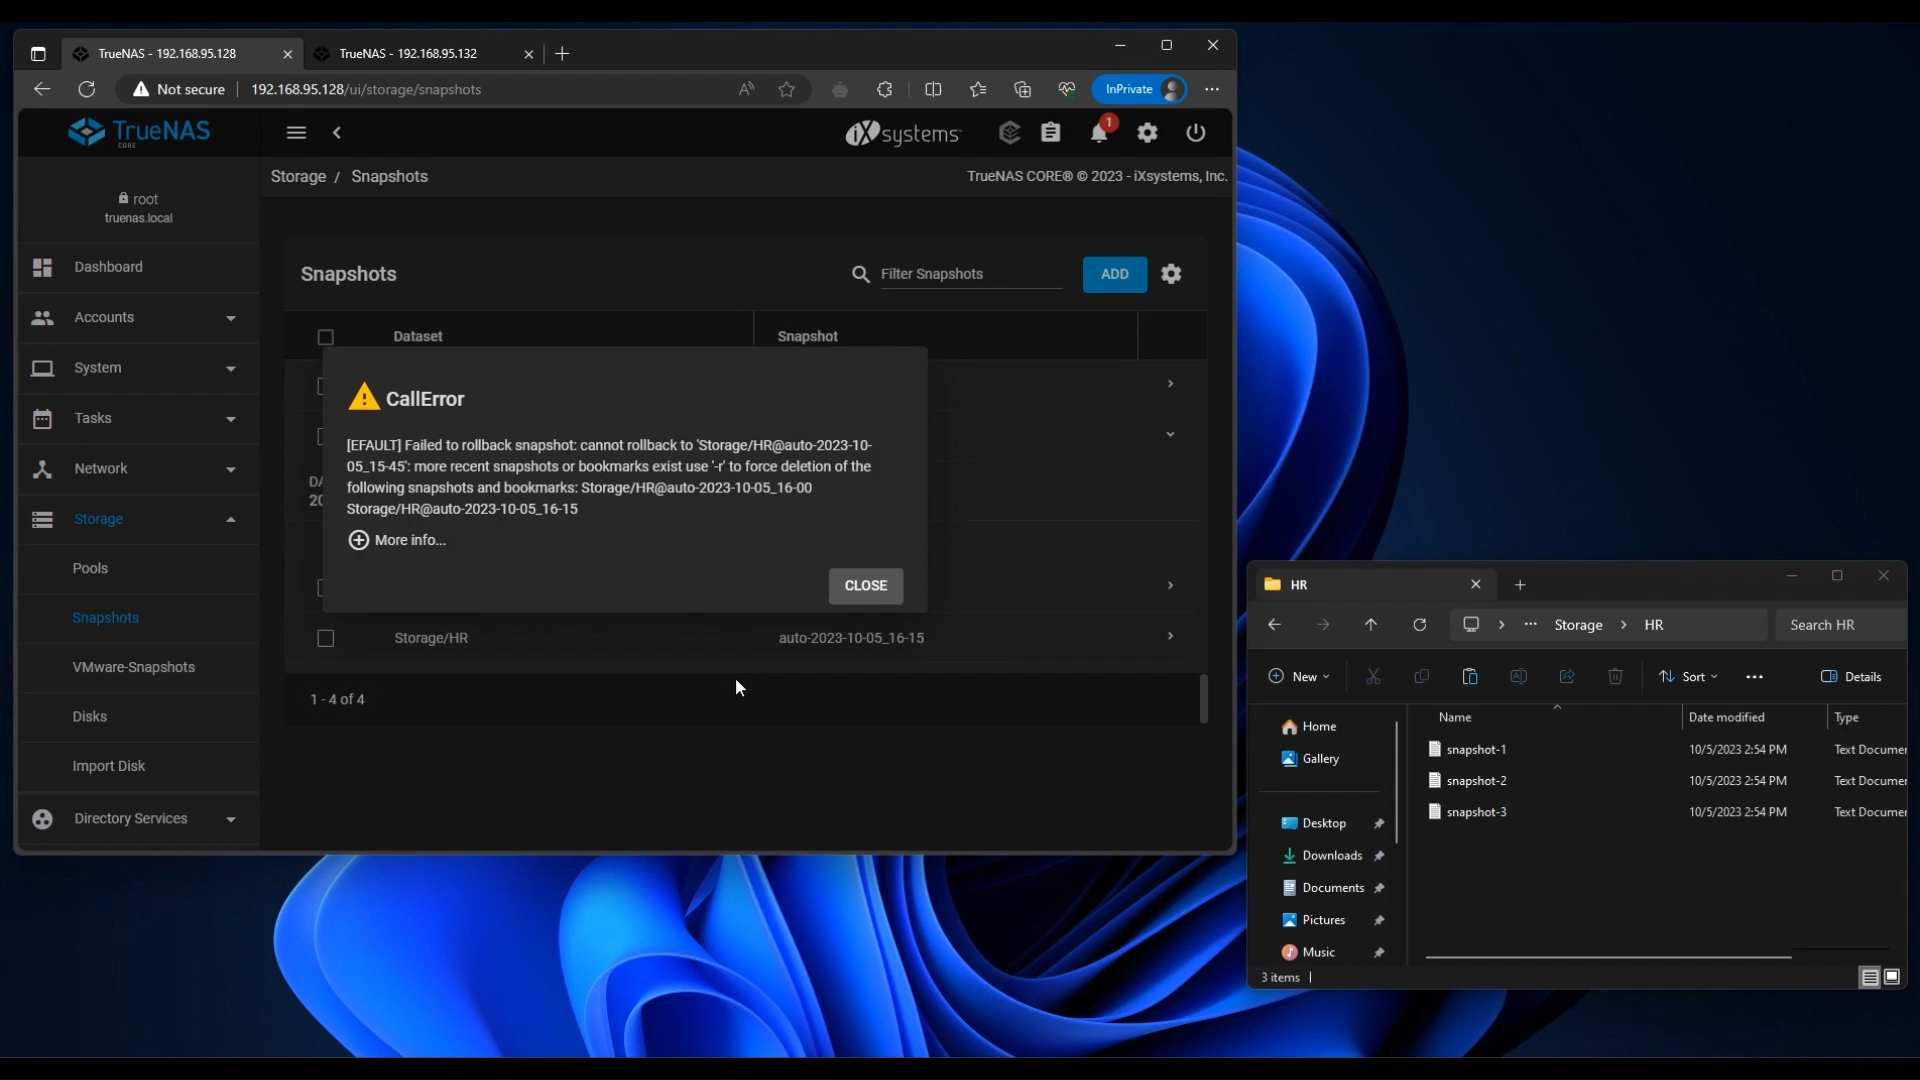 TrueNAS - 192.168.95.128
TrueNAS - 192.168.95.132
Not secure
192.168.95.128/ui/storage/snapshots
InPrivate
TrueNAS
CORE
iXsystems
1
Storage / Snapshots
TrueNAS CORE® © 2023 - iXsystems, Inc.
root
truenas.local
Dashboard
Accounts
System
Tasks
Network
Storage
Pools
Snapshots
VMware-Snapshots
Disks
Import Disk
Directory Services
Snapshots
Filter Snapshots
ADD
Dataset
Snapshot
DA
20
CallError
[EFAULT] Failed to rollback snapshot: cannot rollback to 'Storage/HR@auto-2023-10-
05_15-45': more recent snapshots or bookmarks exist use '-r' to force deletion of the
following snapshots and bookmarks: Storage/HR@auto-2023-10-05_16-00
Storage/HR@auto-2023-10-05_16-15
More info...
CLOSE
Storage/HR
auto-2023-10-05_16-15
1 - 4 of 4
HR
Storage > HR
Search HR
New
Sort
Details
Home
Gallery
Desktop
Downloads
Documents
Pictures
Music
Name
Date modified
Type
snapshot-1
10/5/2023 2:54 PM
Text Docume
snapshot-2
10/5/2023 2:54 PM
Text Docume
snapshot-3
10/5/2023 2:54 PM
Text Docume
3 items